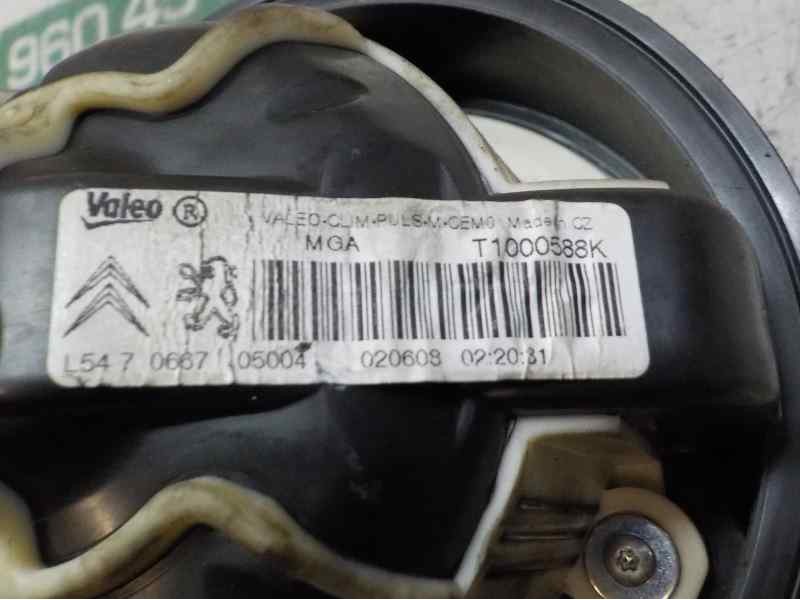 960 45
Valeo ®
VALEO-CLIM-PULS-M-CEM0 Made in CZ
MGA T1000588K
L54 7 0667 05004 020608 02:20:31